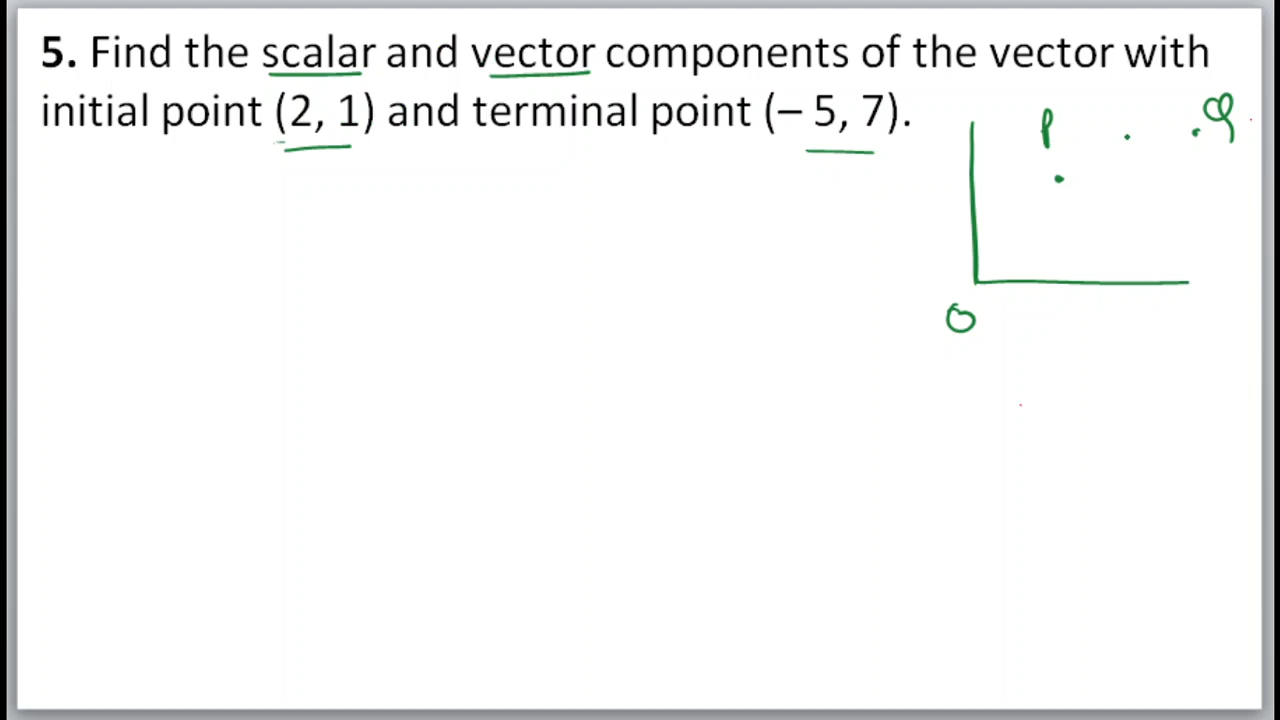 5. Find the scalar and vector components of the vector with
initial point (2, 1) and terminal point (– 5, 7).
P
Q
O